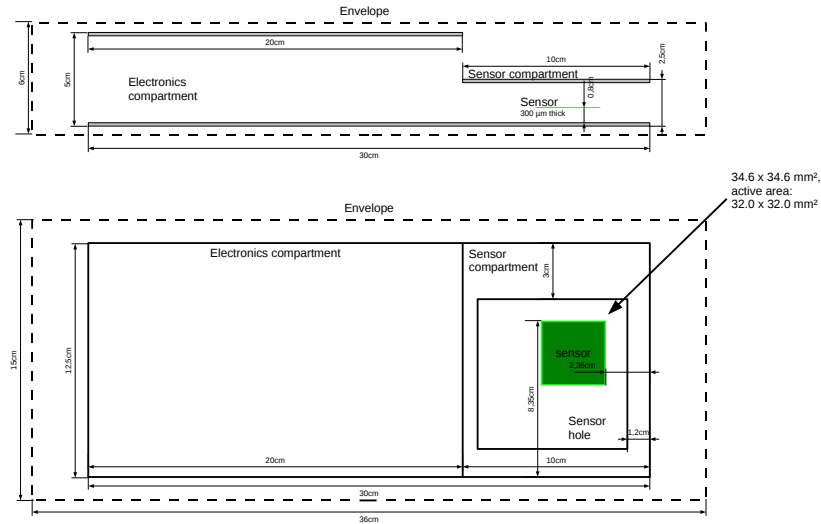 Envelope
20cm
10cm
2,5cm
6cm
5cm
Electronics
compartment
Sensor compartment
0,8cm
Sensor
300 µm thick
30cm
34.6 x 34.6 mm²,
active area:
32.0 x 32.0 mm²
Envelope
Electronics compartment
Sensor
compartment
3cm
15cm
12,5cm
sensor
2,35cm
8,35cm
Sensor
hole
1,2cm
20cm
10cm
30cm
36cm